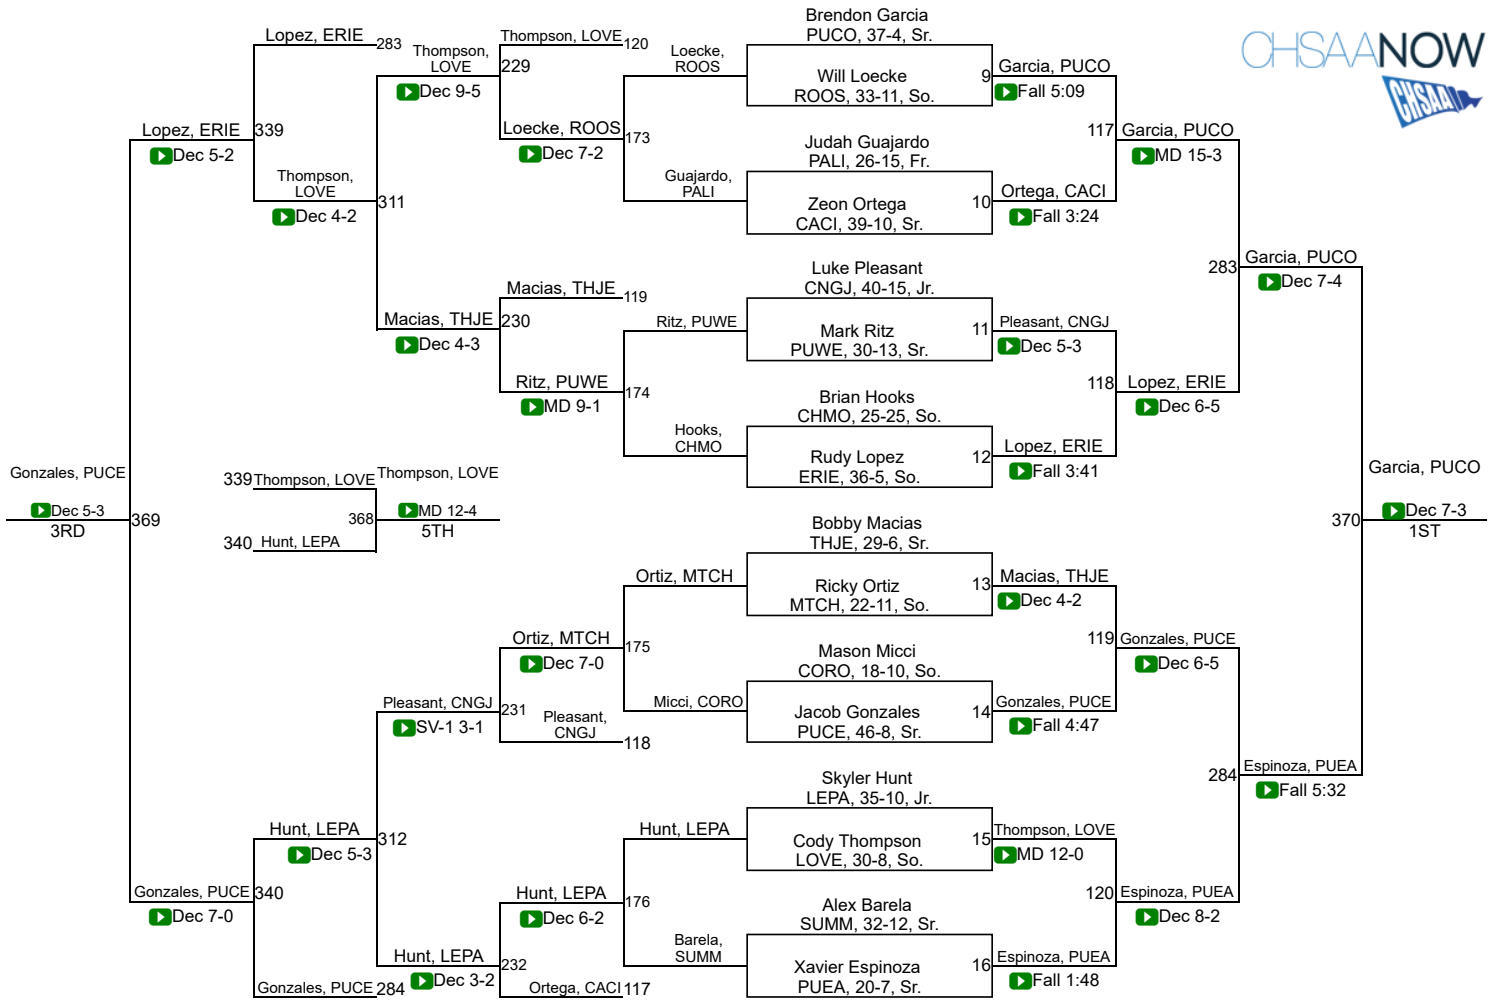 Brendon Garcia
PUCO, 37-4, Sr.
CHSAANOW
CHSAA
Lopez, ERIE
283
Thompson,
LOVE
229
Dec 9-5
Thompson, LOVE
120
Loecke,
ROOS
Will Loecke
ROOS, 33-11, So.
9
Garcia, PUCO
Fall 5:09
Lopez, ERIE
339
Dec 5-2
Loecke, ROOS
173
Dec 7-2
Judah Guajardo
PALI, 26-15, Fr.
117
Garcia, PUCO
MD 15-3
Thompson,
LOVE
311
Dec 4-2
Guajardo,
PALI
Zeon Ortega
CACI, 39-10, Sr.
10
Ortega, CACI
Fall 3:24
Luke Pleasant
CNGJ, 40-15, Jr.
283
Garcia, PUCO
Dec 7-4
Macias, THJE
119
Macias, THJE
230
Dec 4-3
Ritz, PUWE
Mark Ritz
PUWE, 30-13, Sr.
11
Pleasant, CNGJ
Dec 5-3
Ritz, PUWE
174
MD 9-1
Brian Hooks
CHMO, 25-25, So.
118
Lopez, ERIE
Dec 6-5
Hooks,
CHMO
Rudy Lopez
ERIE, 36-5, So.
12
Lopez, ERIE
Fall 3:41
Gonzales, PUCE
Dec 5-3
3RD
369
339
Thompson, LOVE
Thompson, LOVE
368
MD 12-4
5TH
340
Hunt, LEPA
Bobby Macias
THJE, 29-6, Sr.
370
Garcia, PUCO
Dec 7-3
1ST
Ortiz, MTCH
Ricky Ortiz
MTCH, 22-11, So.
13
Macias, THJE
Dec 4-2
Ortiz, MTCH
175
Dec 7-0
Mason Micci
CORO, 18-10, So.
119
Gonzales, PUCE
Dec 6-5
Pleasant, CNGJ
231
SV-1 3-1
Pleasant,
CNGJ
118
Micci, CORO
Jacob Gonzales
PUCE, 46-8, Sr.
14
Gonzales, PUCE
Fall 4:47
Skyler Hunt
LEPA, 35-10, Jr.
284
Espinoza, PUEA
Fall 5:32
Hunt, LEPA
312
Dec 5-3
Hunt, LEPA
Cody Thompson
LOVE, 30-8, So.
15
Thompson, LOVE
MD 12-0
Gonzales, PUCE
340
Dec 7-0
Hunt, LEPA
176
Dec 6-2
Alex Barela
SUMM, 32-12, Sr.
120
Espinoza, PUEA
Dec 8-2
Hunt, LEPA
232
Dec 3-2
Barela,
SUMM
Xavier Espinoza
PUEA, 20-7, Sr.
16
Espinoza, PUEA
Fall 1:48
Gonzales, PUCE
284
Ortega, CACI
117